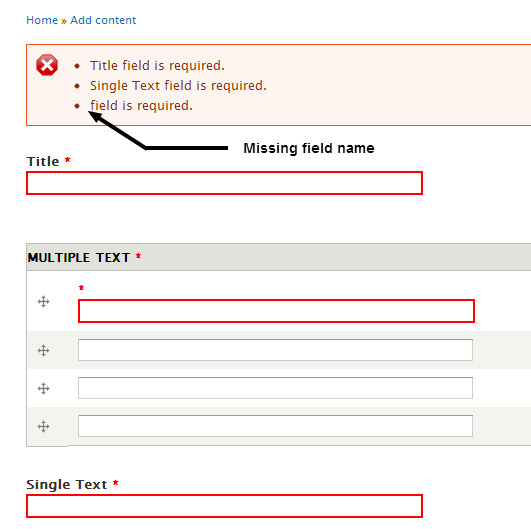 Home » Add content
• Title field is required.
• Single Text field is required.
• field is required.
Missing field name
Title *
MULTIPLE TEXT *
*
Single Text *